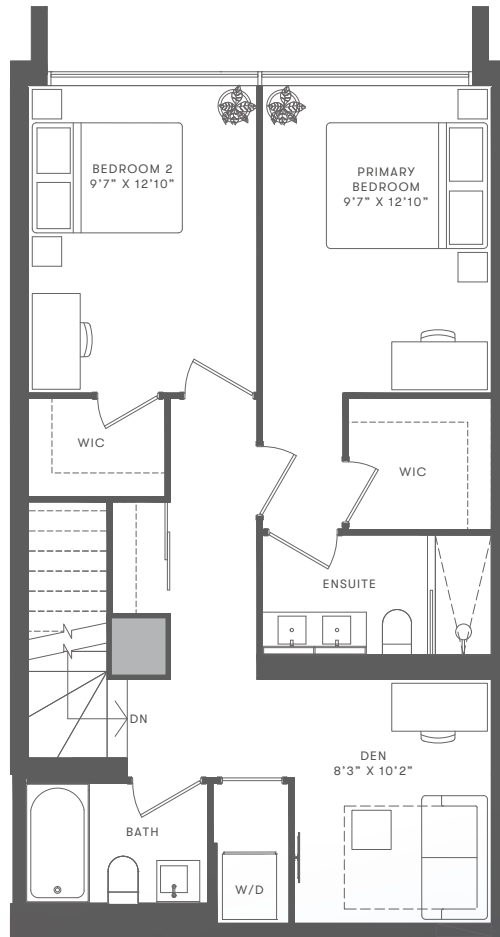 BEDROOM 2
9'7" X 12'10"
PRIMARY
BEDROOM
9'7" X 12'10"
WIC
WIC
ENSUITE
DN
DEN
8'3" X 10'2"
BATH
W/D